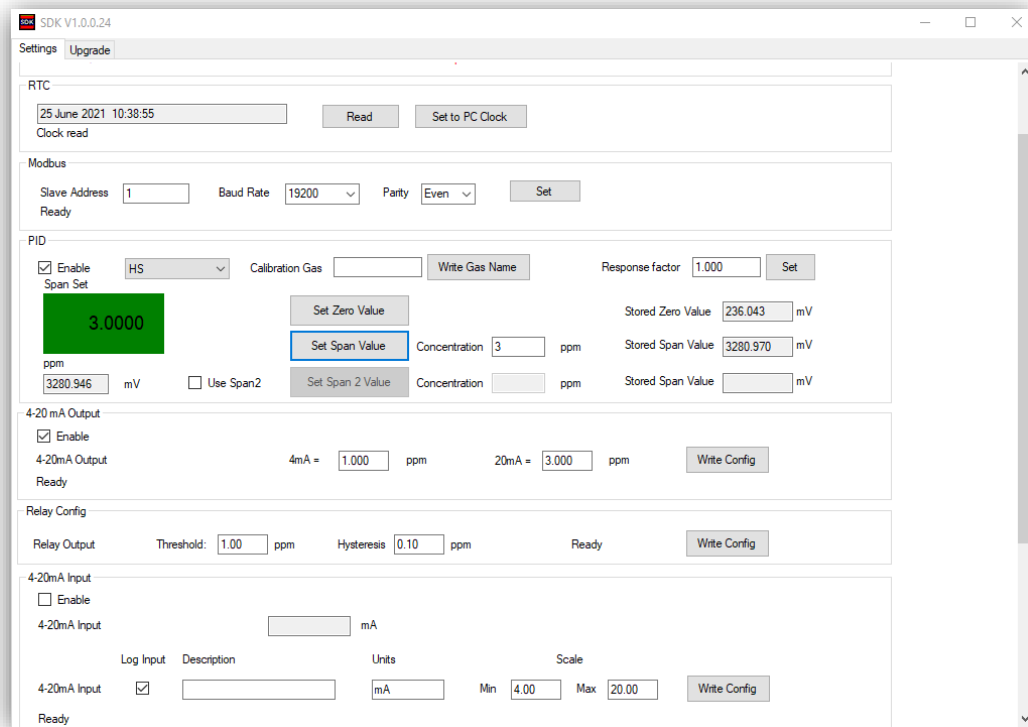 SDK SDK V1.0.0.24
Settings Upgrade
RTC
25 June 2021 10:38:55 Read Set to PC Clock
Clock read
Modbus
Slave Address 1 Baud Rate 19200 Parity Even Set
Ready
PID
Enable HS Calibration Gas Write Gas Name Response factor 1.000 Set
Span Set
3.0000 Set Zero Value Stored Zero Value 236.043 mV
Set Span Value Concentration 3 ppm Stored Span Value 3280.970 mV
ppm
3280.946 mV Use Span2 Set Span 2 Value Concentration ppm Stored Span Value mV
4-20 mA Output
Enable
4-20mA Output 4mA = 1.000 ppm 20mA = 3.000 ppm Write Config
Ready
Relay Config
Relay Output Threshold: 1.00 ppm Hysteresis 0.10 ppm Ready Write Config
4-20mA Input
Enable
4-20mA Input mA
Log Input Description Units Scale
4-20mA Input mA Min 4.00 Max 20.00 Write Config
Ready